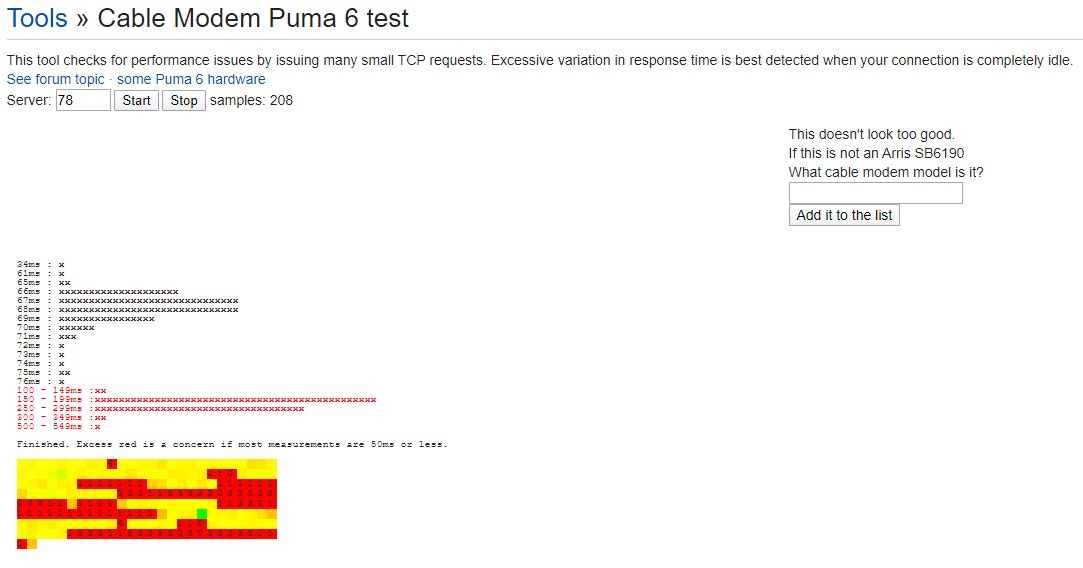 Tools » Cable Modem Puma 6 test
This tool checks for performance issues by issuing many small TCP requests. Excessive variation in response time is best detected when your connection is completely idle.
See forum topic · some Puma 6 hardware
Server: 78 Start Stop samples: 208
This doesn't look too good.
If this is not an Arris SB6190
What cable modem model is it?
Add it to the list
34ms : x
61ms : x
65ms : xx
66ms : xxxxxxxxxxxxxxxxxxxx
67ms : xxxxxxxxxxxxxxxxxxxxxxxxxxxxxx
68ms : xxxxxxxxxxxxxxxxxxxxxxxxxxxxxx
69ms : xxxxxxxxxxxxxxxx
70ms : xxxxxx
71ms : xxx
72ms : x
73ms : x
74ms : x
75ms : xx
76ms : x
100 - 149ms :xx
150 - 199ms :xxxxxxxxxxxxxxxxxxxxxxxxxxxxxxxxxxxxxxxxxxxxxxx
250 - 299ms :xxxxxxxxxxxxxxxxxxxxxxxxxxxxxxxxxxx
300 - 349ms :xx
500 - 549ms :x
Finished. Excess red is a concern if most measurements are 50ms or less.